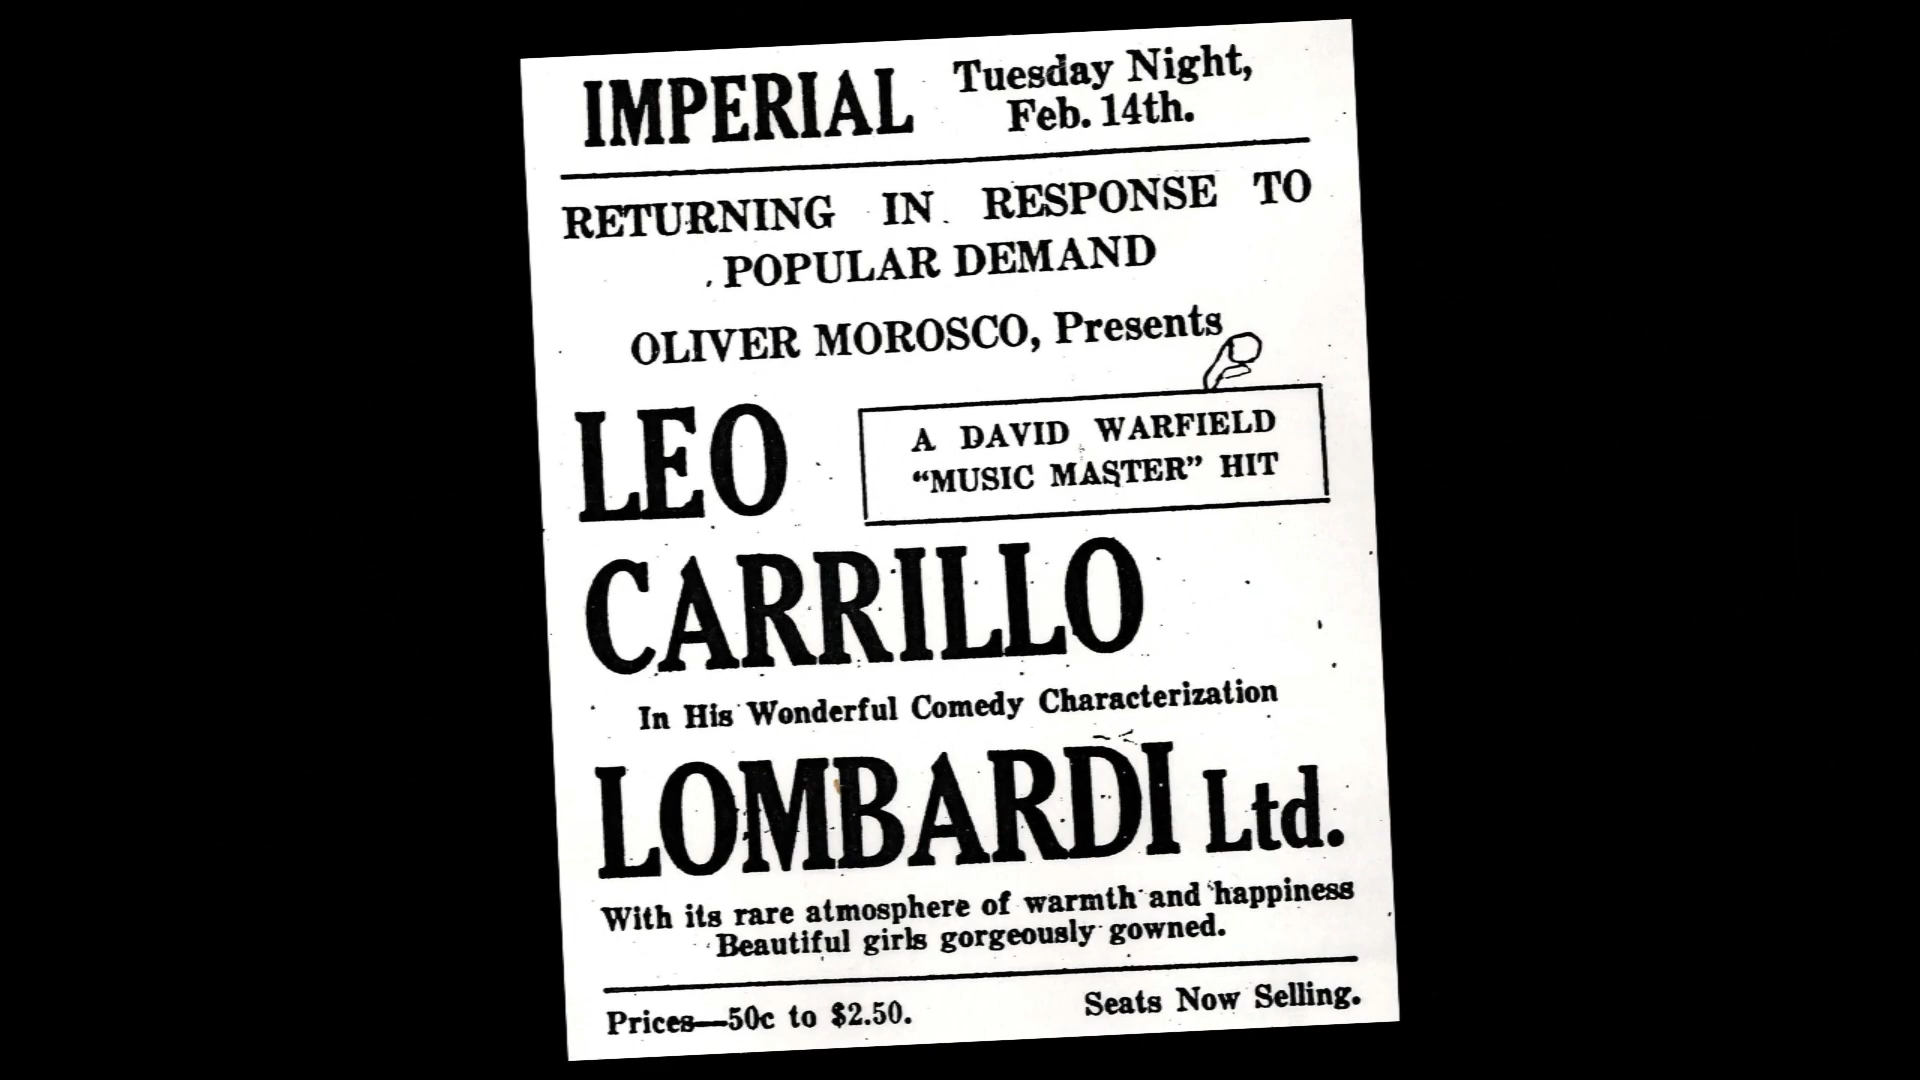 IMPERIAL Tuesday Night,
Feb. 14th.
RETURNING IN RESPONSE TO
POPULAR DEMAND
OLIVER MOROSCO, Presents
LEO
A DAVID WARFIELD
"MUSIC MASTER" HIT
CARRILLO
In His Wonderful Comedy Characterization
LOMBARDI Ltd.
With its rare atmosphere of warmth and happiness
Beautiful girls gorgeously gowned.
Prices—50c to $2.50. Seats Now Selling.